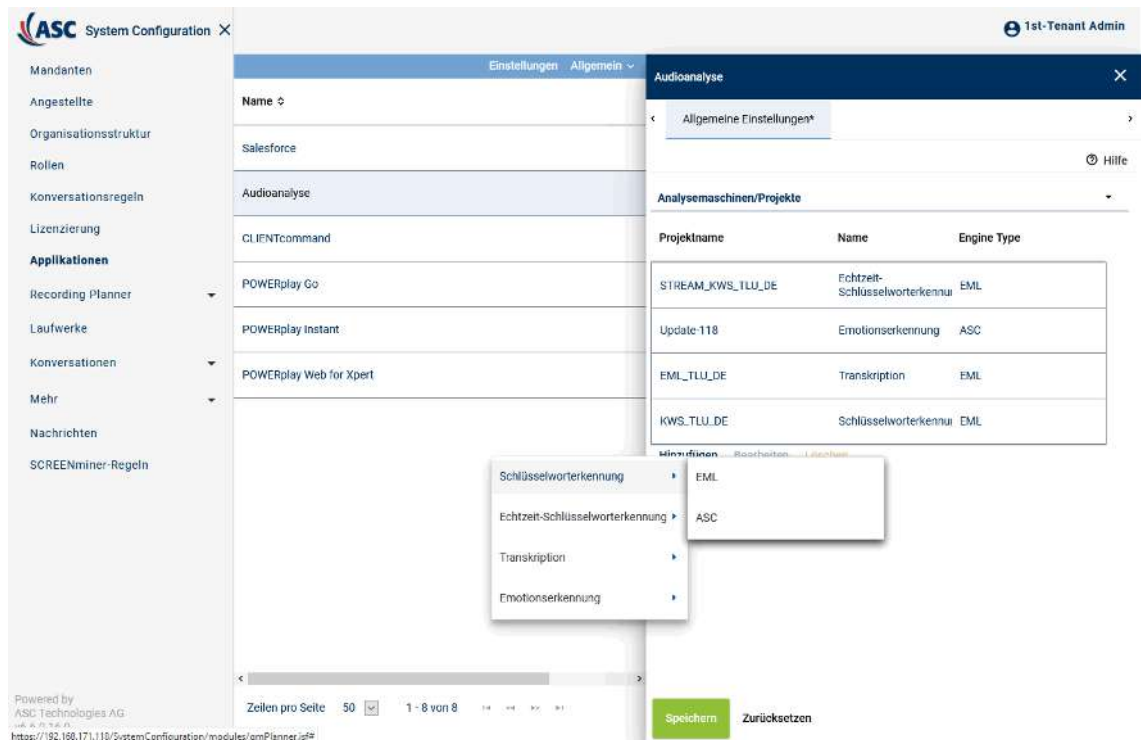 ASC System Configuration
1st-Tenant Admin
Mandanten
Angestellte
Organisationsstruktur
Rollen
Konversationsregeln
Lizenzierung
Applikationen
Recording Planner
Laufwerke
Konversationen
Mehr
Nachrichten
SCREENminer-Regeln
Powered by
ASC Technologies AG
https://192.168.171.118/SystemConfiguration/modules/qmPlanner.jsf#
Einstellungen Allgemein
Name
Salesforce
Audioanalyse
CLIENTcommand
POWERplay Go
POWERplay Instant
POWERplay Web for Xpert
Zeilen pro Seite 50 1 - 8 von 8
Audioanalyse
Allgemeine Einstellungen*
Hilfe
Analysemaschinen/Projekte
Projektname Name Engine Type
STREAM_KWS_TLU_DE Echtzeit-
Schlüsselworterkennu EML
Update-118 Emotionserkennung ASC
EML_TLU_DE Transkription EML
KWS_TLU_DE Schlüsselworterkennu EML
Hinzufügen Bearbeiten Löschen
Schlüsselworterkennung
Echtzeit-Schlüsselworterkennung
Transkription
Emotionserkennung
EML
ASC
Speichern Zurücksetzen